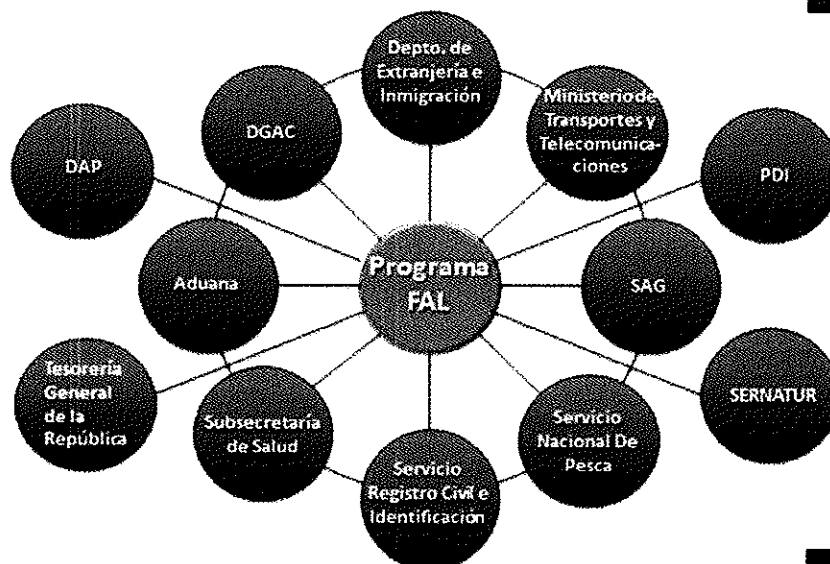 Depto. de
Extranjería e
Inmigración
DGAC
Ministerio de
Transportes y
Telecomunica-
ciones
DAP
PDI
Programa
FAL
Aduana
SAG
Tesorería
General
de la
República
SERNATUR
Subsecretaría
de Salud
Servicio
Nacional De
Pesca
Servicio
Registro Civil e
Identificación